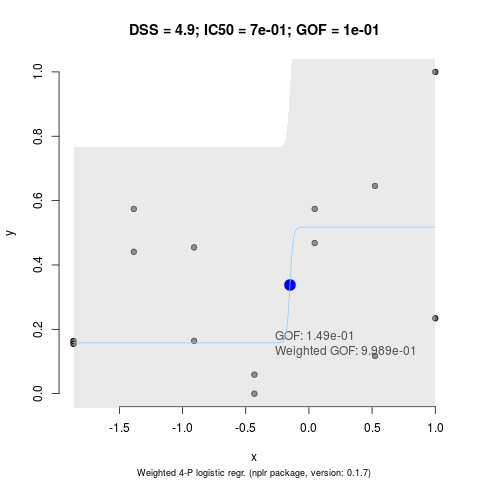 DSS = 4.9; IC50 = 7e-01; GOF = 1e-01
1.0
0.8
0.6
y
0.4
0.2
0.0
GOF: 1.49e-01
Weighted GOF: 9.989e-01
-1.5 -1.0 -0.5 0.0 0.5 1.0
x
Weighted 4-P logistic regr. (nplr package, version: 0.1.7)